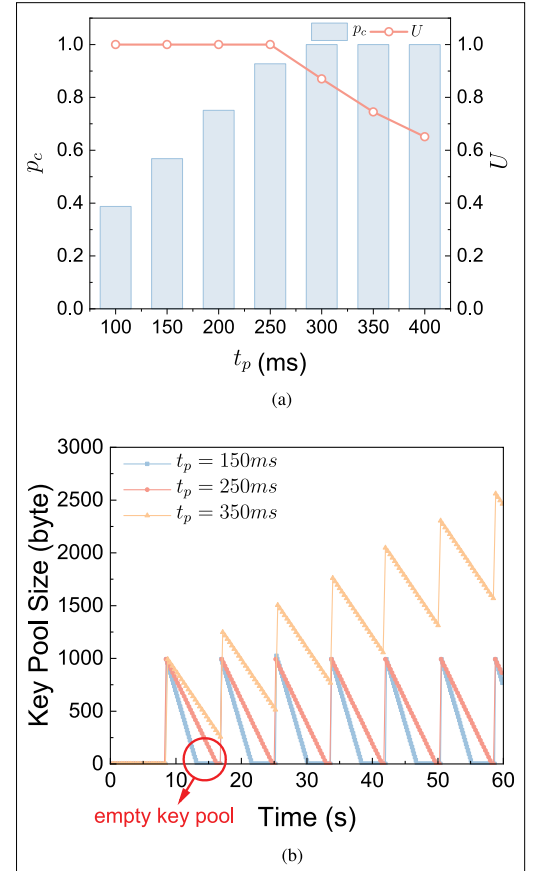 p_c U
1.0 1.0
0.8 0.8
0.6 0.6
0.4 0.4
0.2 0.2
0.0 0.0
p_c
U
100 150 200 250 300 350 400
t_p (ms)
(a)
3000
2500
2000
1500
1000
500
0
Key Pool Size (byte)
t_p = 150ms
t_p = 250ms
t_p = 350ms
0 10 20 30 40 50 60
empty key pool
Time (s)
(b)